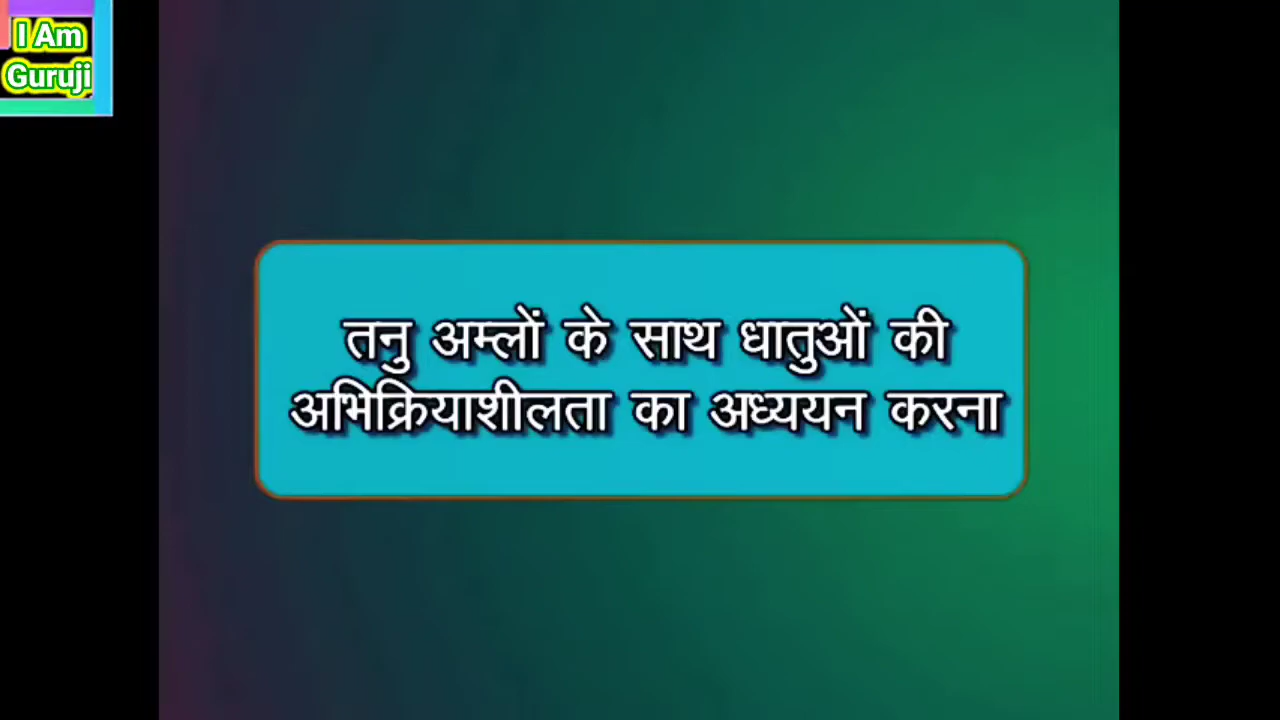 I Am
Guruji
तनु अम्लों के साथ धातुओं की
अभिक्रियाशीलता का अध्ययन करना